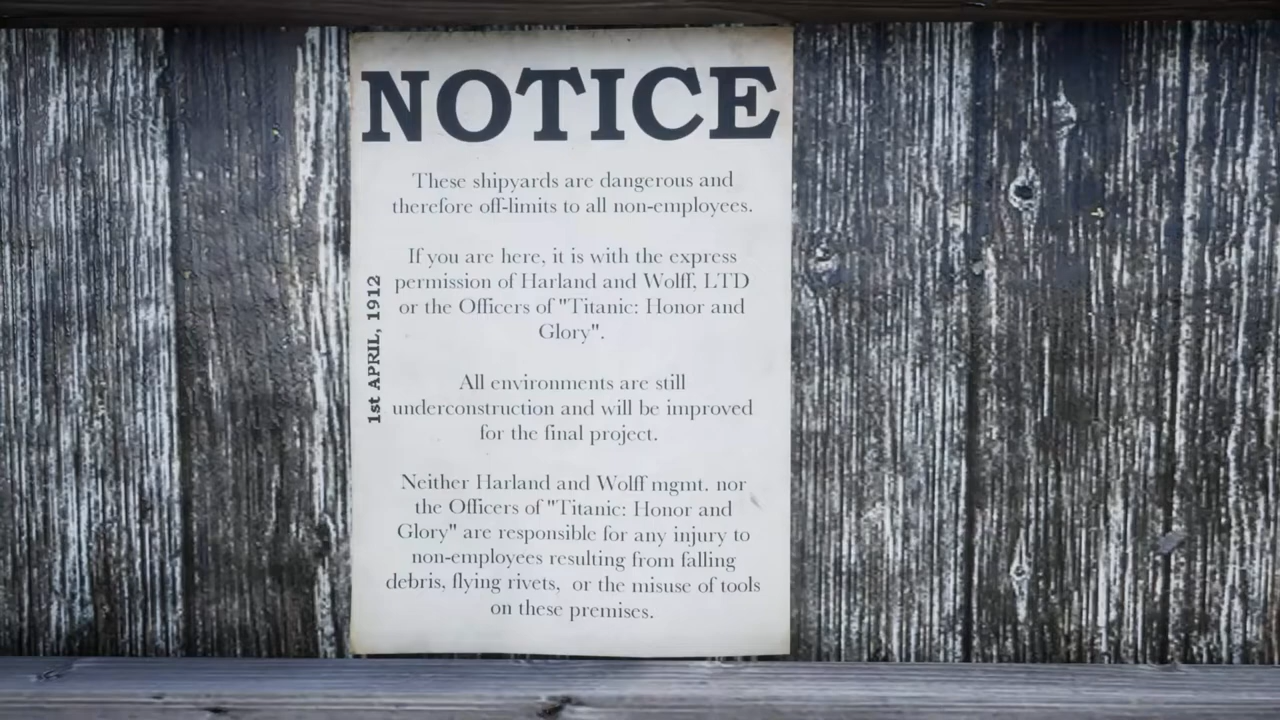 NOTICE
These shipyards are dangerous and
therefore off-limits to all non-employees.
If you are here, it is with the express
permission of Harland and Wolff, LTD
or the Officers of "Titanic: Honor and
Glory".
1st APRIL, 1912
All environments are still
underconstruction and will be improved
for the final project.
Neither Harland and Wolff mgmt. nor
the Officers of "Titanic: Honor and
Glory" are responsible for any injury to
non-employees resulting from falling
debris, flying rivets,  or the misuse of tools
on these premises.